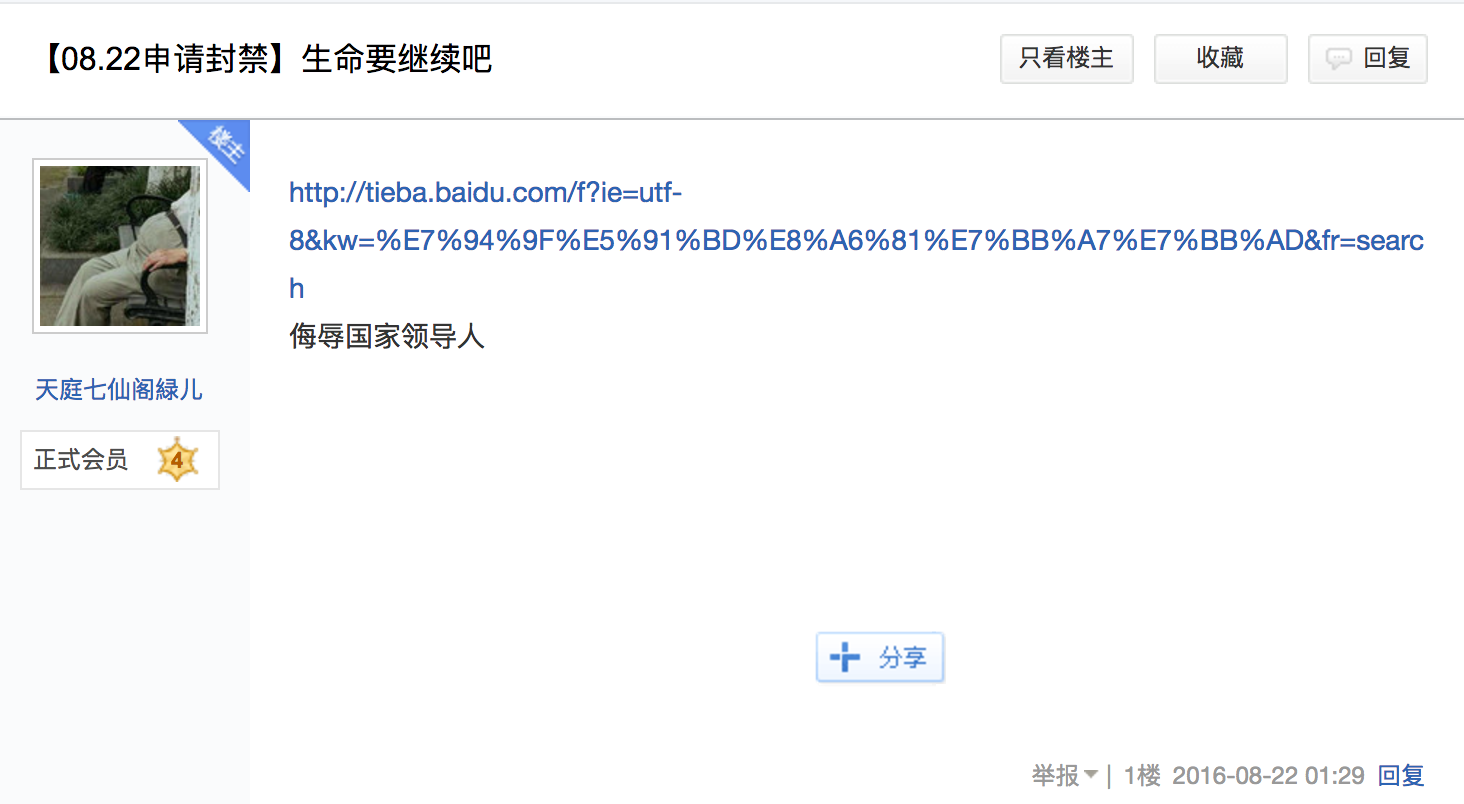 【08.22申请封禁】生命要继续吧
只看楼主
收藏
回复
楼主
http://tieba.baidu.com/f?ie=utf-
8&kw=%E7%94%9F%E5%91%BD%E8%A6%81%E7%BB%A7%E7%BB%AD&fr=searc
h
侮辱国家领导人
天庭七仙阁緑儿
正式会员 4
分享
举报 | 1楼 2016-08-22 01:29 回复